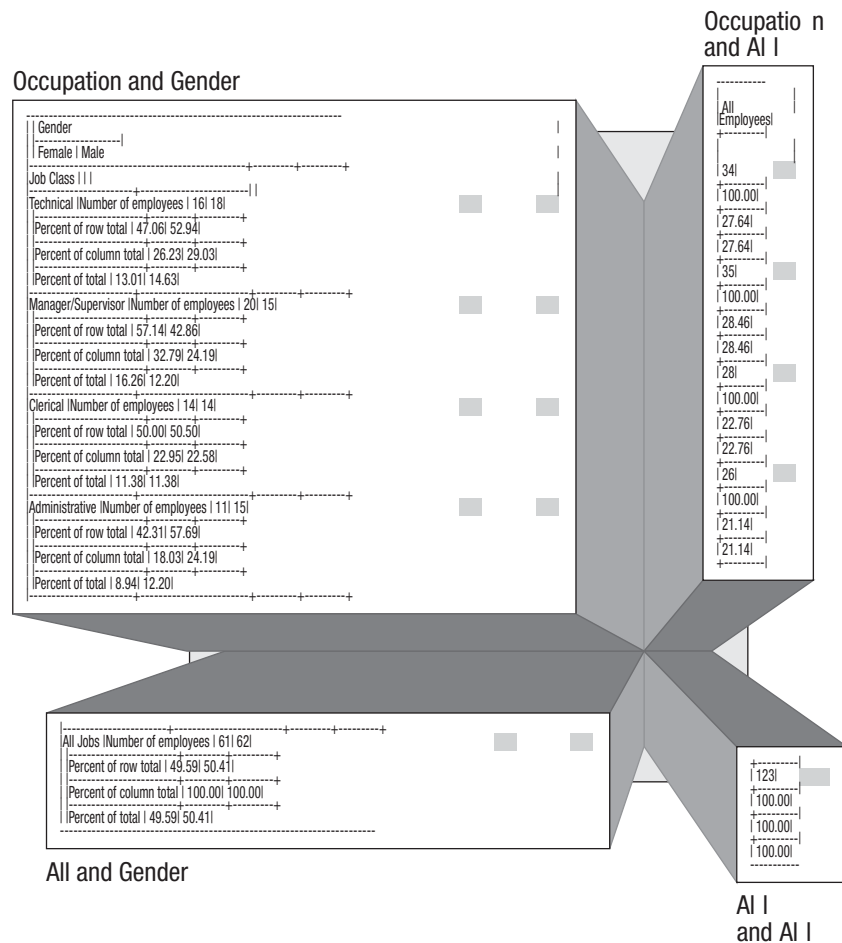 Occupatio n
and Al l
Occupation and Gender
-----------------------------------------------------------------------
| | Gender |
||-------------------|
| | Female | Male |
|-------------------------------------------------+---------+---------+
Job Class | | | |
-----------------------+------------------------| |
Technical |Number of employees | 16| 18|
||------------------------+---------+---------+
||Percent of row total | 47.06| 52.94|
||------------------------+---------+---------+
||Percent of column total | 26.23| 29.03|
||------------------------+---------+---------+
||Percent of total | 13.01| 14.63|
|-----------------------+------------------------+---------+---------+
Manager/Supervisor |Number of employees | 20| 15|
||------------------------+---------+---------+
||Percent of row total | 57.14| 42.86|
||------------------------+---------+---------+
||Percent of column total | 32.79| 24.19|
||------------------------+---------+---------+
||Percent of total | 16.26| 12.20|
|-----------------------+------------------------+---------+---------+
Clerical |Number of employees | 14| 14|
||------------------------+---------+---------+
||Percent of row total | 50.00| 50.50|
||------------------------+---------+---------+
||Percent of column total | 22.95| 22.58|
||------------------------+---------+---------+
||Percent of total | 11.38| 11.38|
|-----------------------+------------------------+---------+---------+
Administrative |Number of employees | 11| 15|
||------------------------+---------+---------+
||Percent of row total | 42.31| 57.69|
||------------------------+---------+---------+
||Percent of column total | 18.03| 24.19|
||------------------------+---------+---------+
||Percent of total | 8.94| 12.20|
|-----------------------+------------------------+---------+---------+
-----------
| |
|All |
|Employees|
+---------|
| |
| 34|
+---------|
| 100.00|
+---------|
| 27.64|
+---------|
| 27.64|
+---------|
| 35|
+---------|
| 100.00|
+---------|
| 28.46|
+---------|
| 28.46|
+---------|
| 28|
+---------|
| 100.00|
+---------|
| 22.76|
+---------|
| 22.76|
+---------|
| 26|
+---------|
| 100.00|
+---------|
| 21.14|
+---------|
| 21.14|
+---------|
|-----------------------+------------------------+---------+---------+
|All Jobs |Number of employees | 61| 62|
||------------------------+---------+---------+
||Percent of row total | 49.59| 50.41|
||------------------------+---------+---------+
||Percent of column total | 100.00| 100.00|
||------------------------+---------+---------+
| |Percent of total | 49.59| 50.41|
-----------------------------------------------------------------------
+---------|
| 123|
+---------|
| 100.00|
+---------|
| 100.00|
+---------|
| 100.00|
-----------
All and Gender
Al l
and Al l